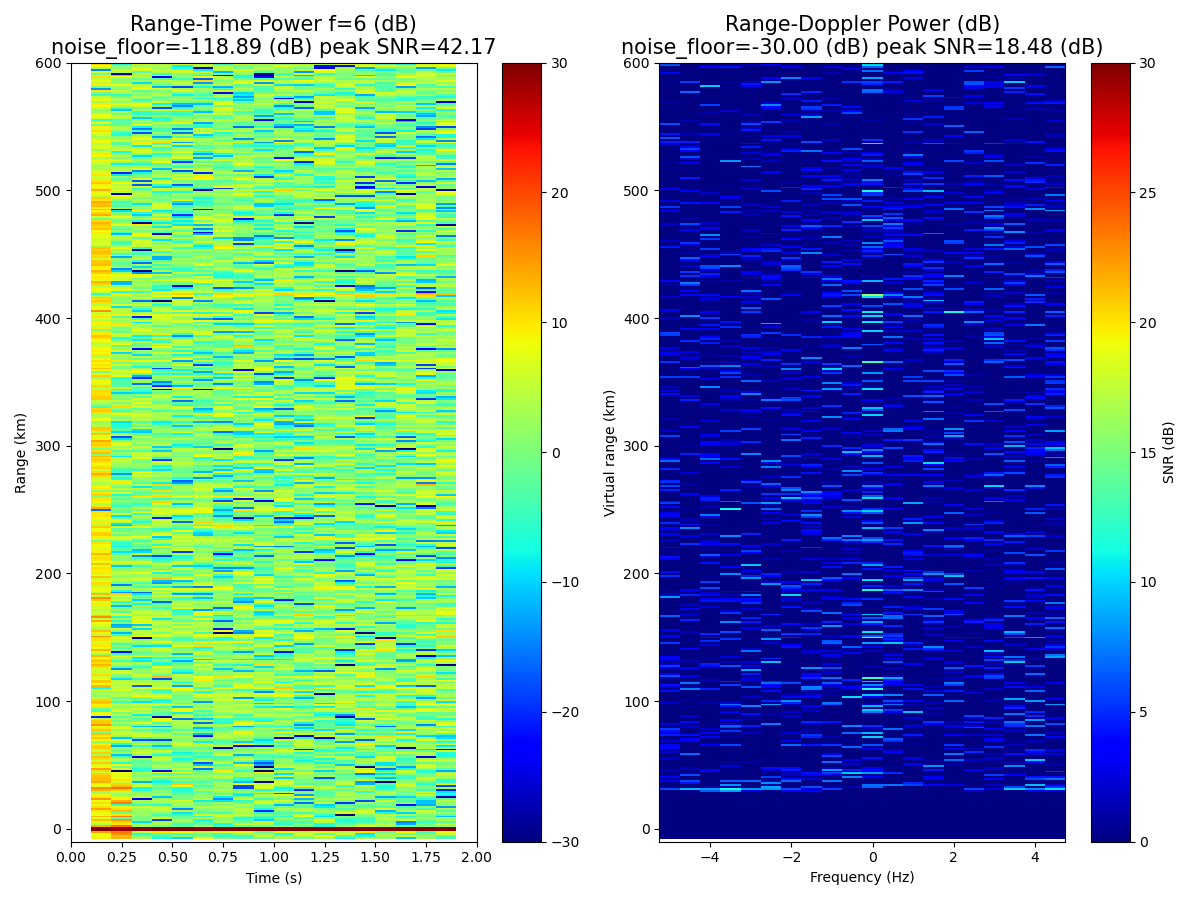 Range-Time Power f=6 (dB)
noise_floor=-118.89 (dB) peak SNR=42.17
600
500
400
300
200
100
0
Range (km)
0.00 0.25 0.50 0.75 1.00 1.25 1.50 1.75 2.00
Time (s)
30
20
10
0
−10
−20
−30
Range-Doppler Power (dB)
noise_floor=-30.00 (dB) peak SNR=18.48 (dB)
600
500
400
300
200
100
0
Virtual range (km)
−4 −2 0 2 4
Frequency (Hz)
30
25
20
15
10
5
0
SNR (dB)